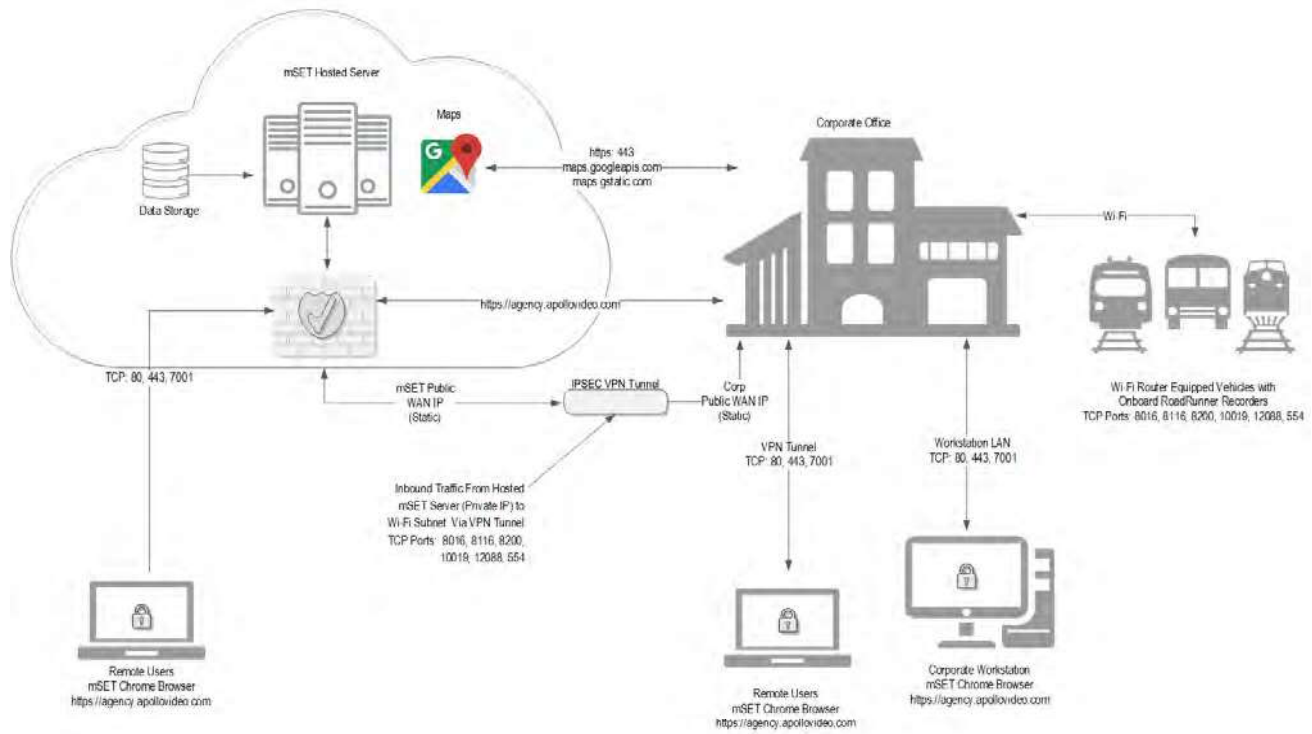 mSET Hosted Server
Maps
G
Data Storage
https: 443
maps.googleapis.com
maps.gstatic.com
Corporate Office
Wi-Fi
https://agency.apollovideo.com
TCP: 80, 443, 7001
mSET Public
WAN IP
(Static)
IPSEC VPN Tunnel
Corp
Public WAN IP
(Static)
Wi-Fi Router Equipped Vehicles with
Onboard RoadRunner Recorders
TCP Ports: 8016, 8116, 8200, 10019, 12088, 554
VPN Tunnel
TCP: 80, 443, 7001
Workstation LAN
TCP: 80, 443, 7001
Inbound Traffic From Hosted
mSET Server (Private IP) to
Wi-Fi Subnet Via VPN Tunnel
TCP Ports: 8016, 8116, 8200,
10019, 12088, 554
Remote Users
mSET Chrome Browser
https://agency.apollovideo.com
Remote Users
mSET Chrome Browser
https://agency.apollovideo.com
Corporate Workstation
mSET Chrome Browser
https://agency.apollovideo.com